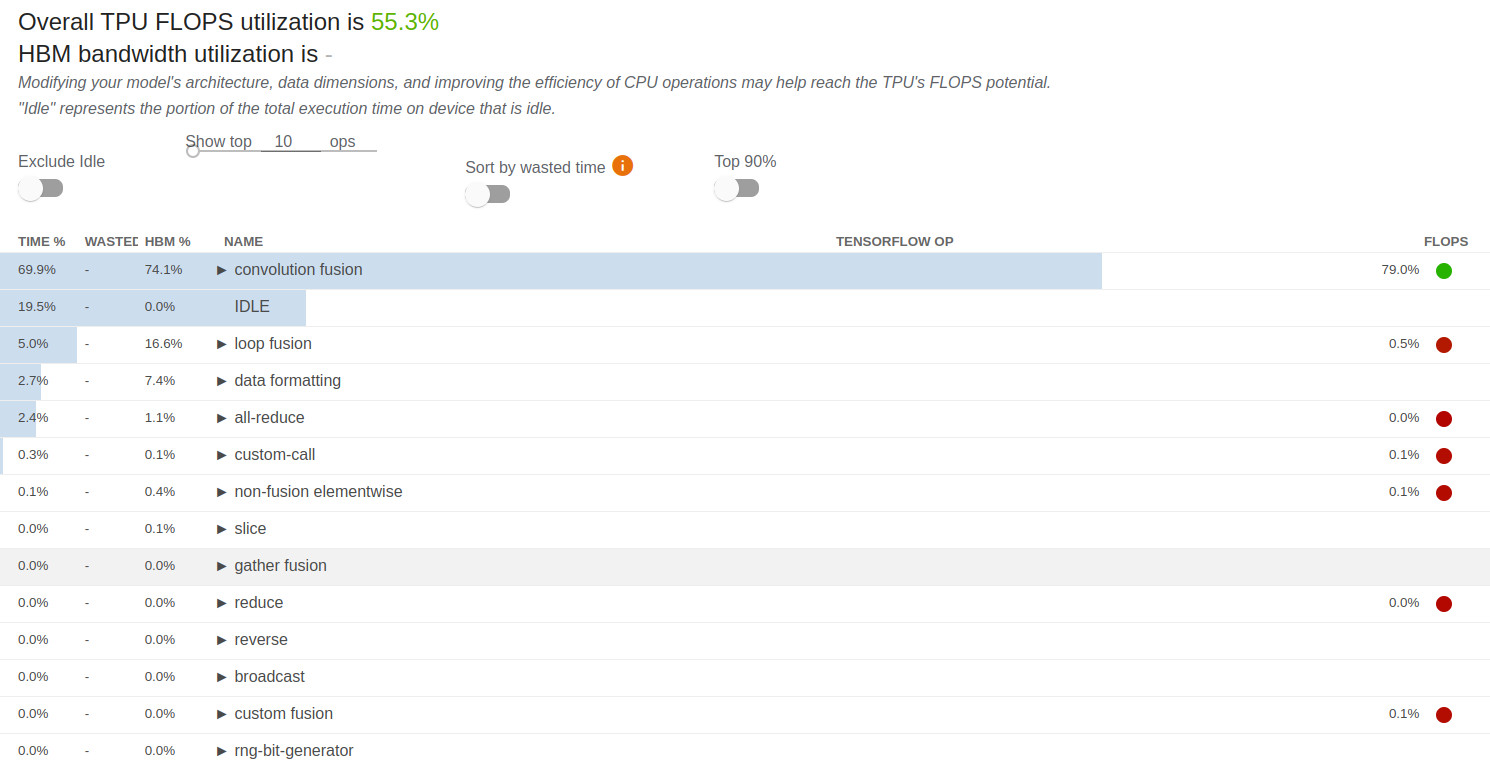 Overall TPU FLOPS utilization is 55.3%
HBM bandwidth utilization is -
Modifying your model's architecture, data dimensions, and improving the efficiency of CPU operations may help reach the TPU's FLOPS potential.
"Idle" represents the portion of the total execution time on device that is idle.
Exclude Idle
Show top 10 ops
Sort by wasted time i
Top 90%
TIME % WASTED HBM % NAME TENSORFLOW OP FLOPS
69.9% - 74.1% ▶ convolution fusion 79.0%
19.5% - 0.0% IDLE
5.0% - 16.6% ▶ loop fusion 0.5%
2.7% - 7.4% ▶ data formatting
2.4% - 1.1% ▶ all-reduce 0.0%
0.3% - 0.1% ▶ custom-call 0.1%
0.1% - 0.4% ▶ non-fusion elementwise 0.1%
0.0% - 0.1% ▶ slice
0.0% - 0.0% ▶ gather fusion
0.0% - 0.0% ▶ reduce 0.0%
0.0% - 0.0% ▶ reverse
0.0% - 0.0% ▶ broadcast
0.0% - 0.0% ▶ custom fusion 0.1%
0.0% - 0.0% ▶ rng-bit-generator